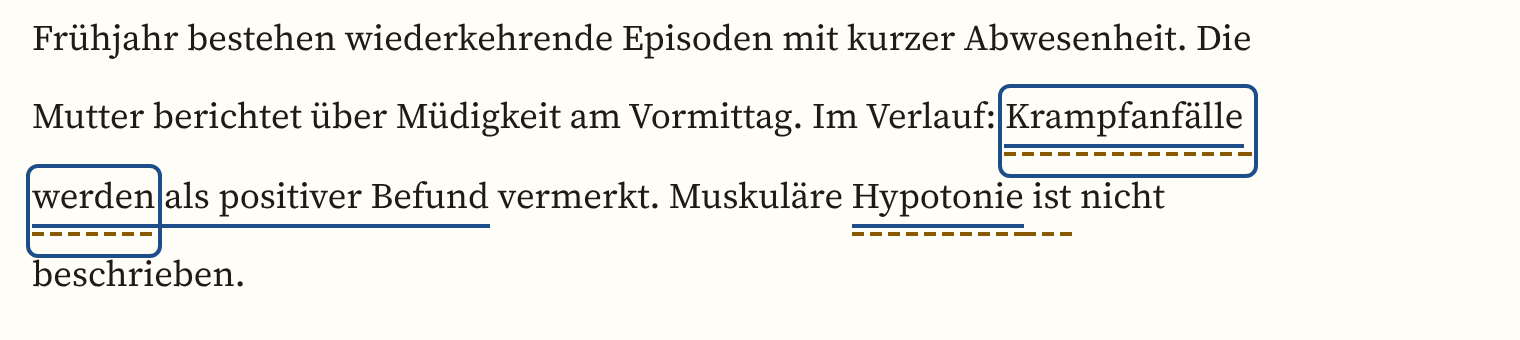 Frühjahr bestehen wiederkehrende Episoden mit kurzer Abwesenheit. Die
Mutter berichtet über Müdigkeit am Vormittag. Im Verlauf: Krampfanfälle
werden als positiver Befund vermerkt. Muskuläre Hypotonie ist nicht
beschrieben.